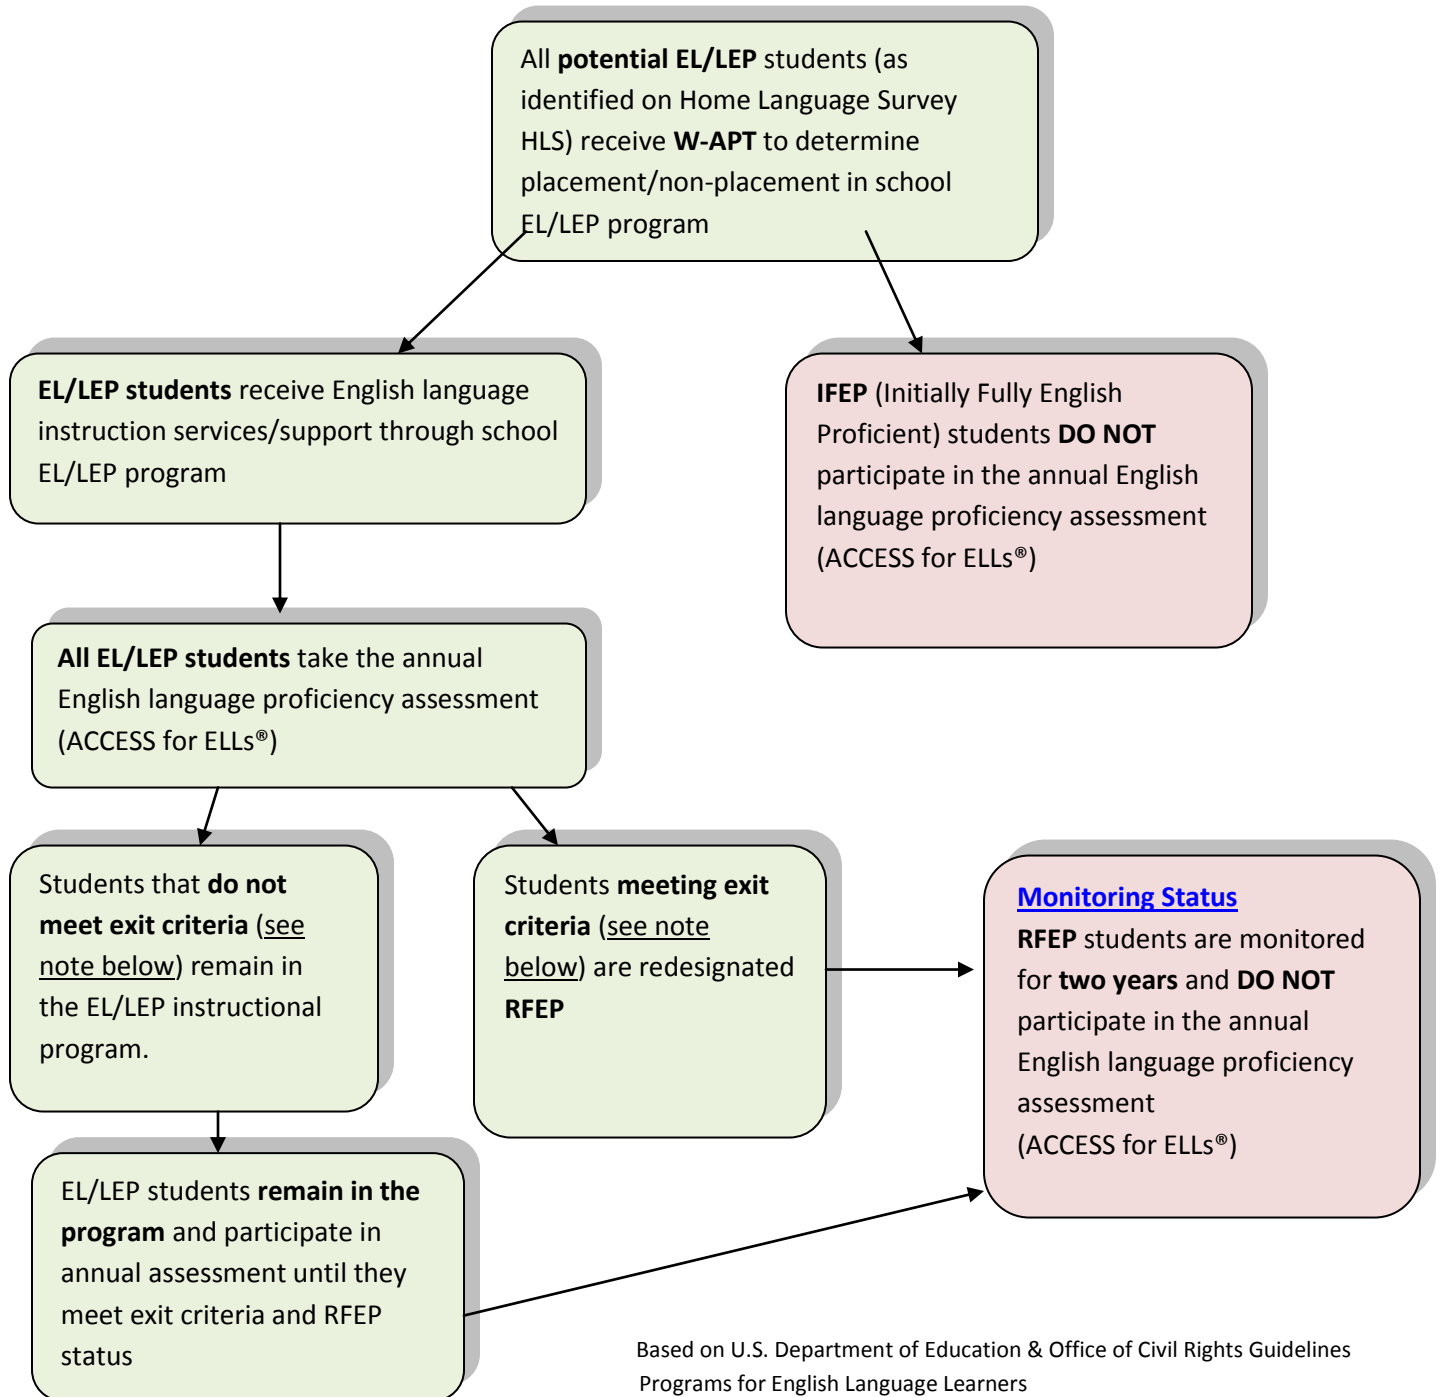 All potential EL/LEP students (as
identified on Home Language Survey
HLS) receive W-APT to determine
placement/non-placement in school
EL/LEP program
EL/LEP students receive English language
instruction services/support through school
EL/LEP program
IFEP (Initially Fully English
Proficient) students DO NOT
participate in the annual English
language proficiency assessment
(ACCESS for ELLs®)
All EL/LEP students take the annual
English language proficiency assessment
(ACCESS for ELLs®)
Students that do not
meet exit criteria (see
note below) remain in
the EL/LEP instructional
program.
Students meeting exit
criteria (see note
below) are redesignated
RFEP
Monitoring Status
RFEP students are monitored
for two years and DO NOT
participate in the annual
English language proficiency
assessment
(ACCESS for ELLs®)
EL/LEP students remain in the
program and participate in
annual assessment until they
meet exit criteria and RFEP
status
Based on U.S. Department of Education & Office of Civil Rights Guidelines
Programs for English Language Learners